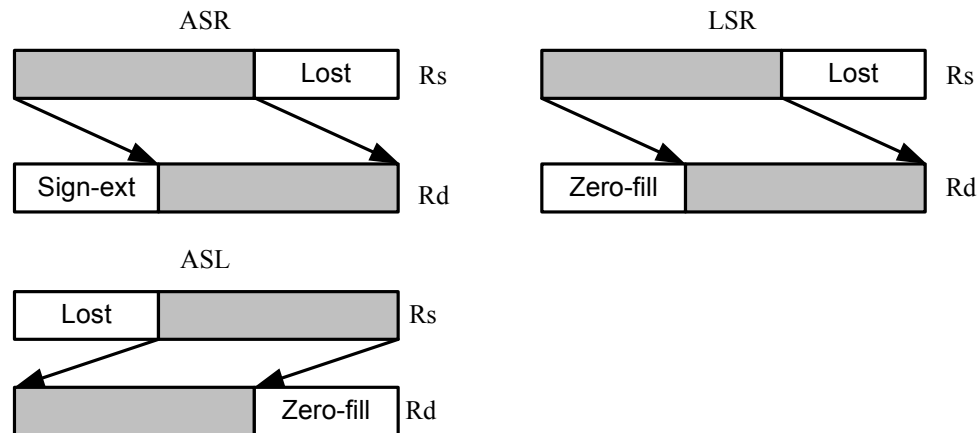 ASR
Lost
Rs
Sign-ext
Rd
LSR
Lost
Rs
Zero-fill
Rd
ASL
Lost
Rs
Zero-fill
Rd